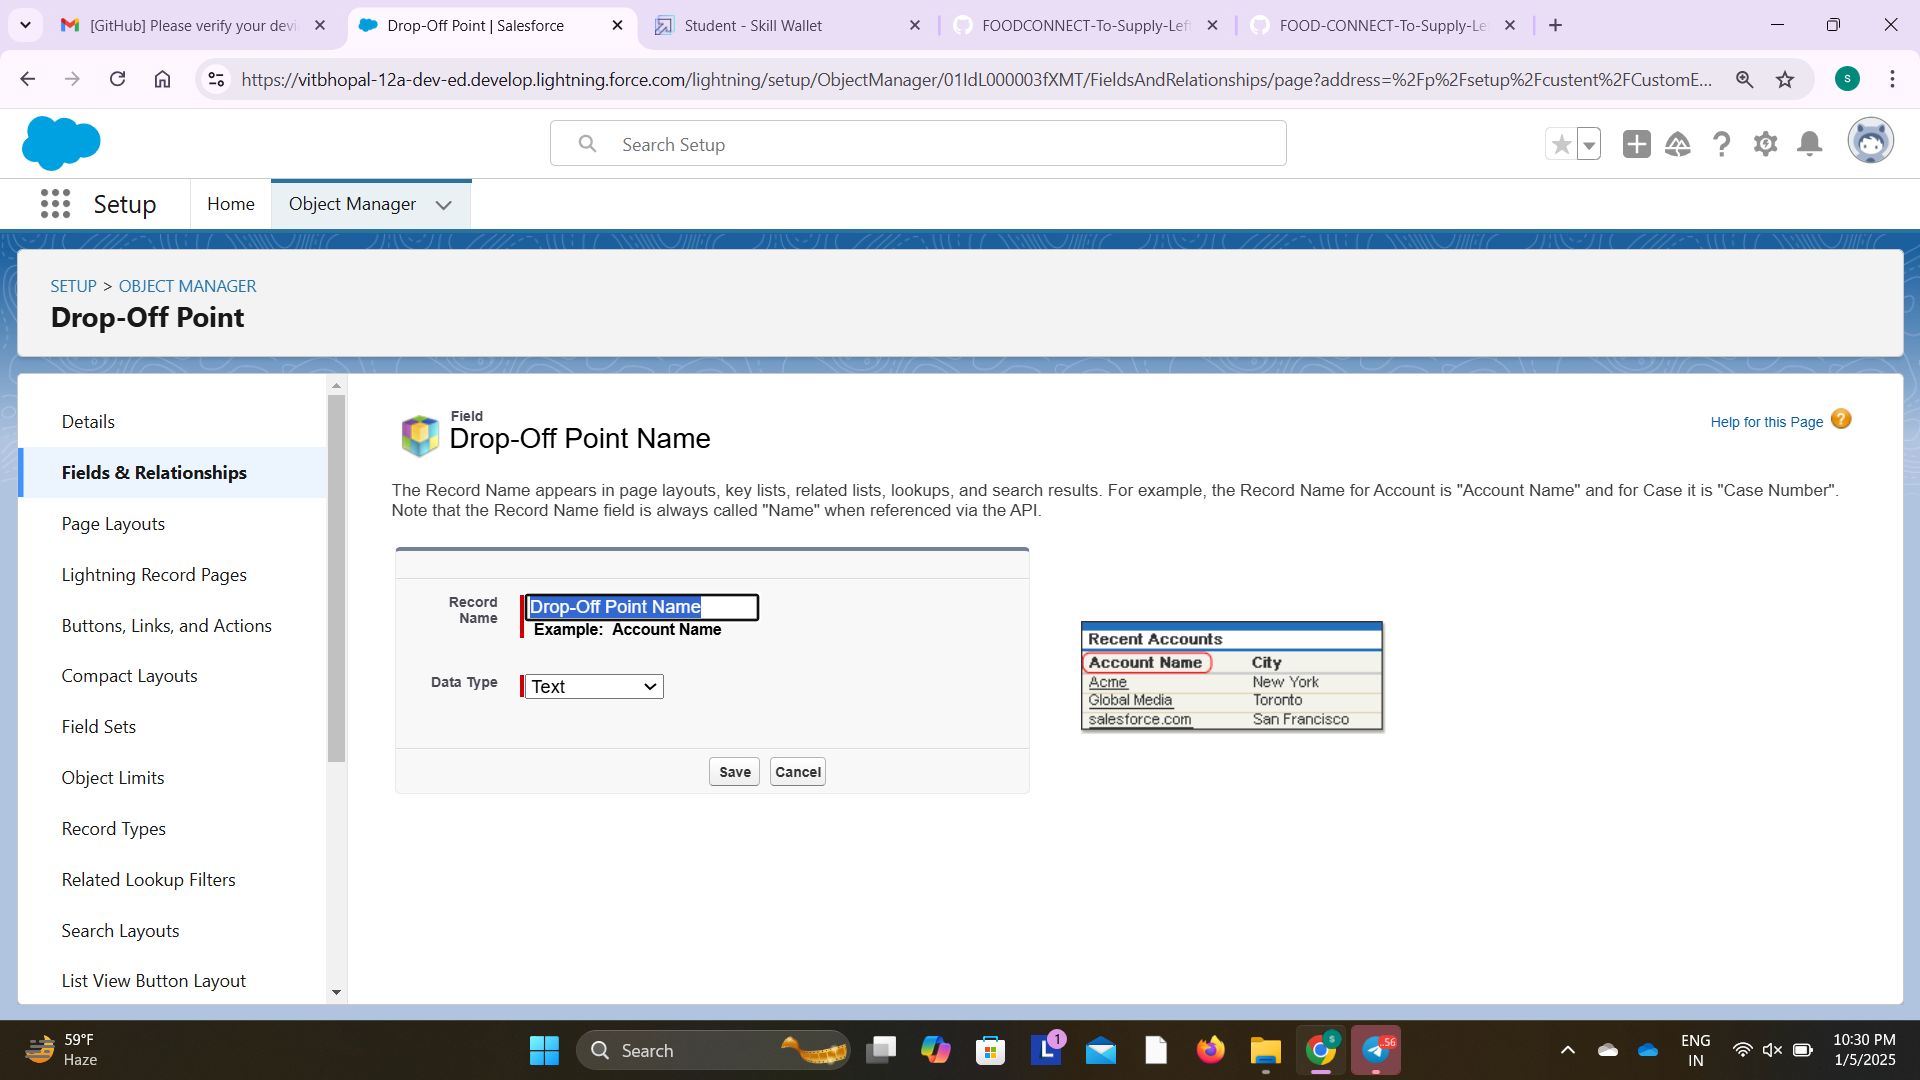 [GitHub] Please verify your devi
Drop-Off Point | Salesforce
Student - Skill Wallet
FOODCONNECT-To-Supply-Left
FOOD-CONNECT-To-Supply-Le
https://vitbhopal-12a-dev-ed.develop.lightning.force.com/lightning/setup/ObjectManager/01IdL000003fXMT/FieldsAndRelationships/page?address=%2Fp%2Fsetup%2Fcustent%2FCustomE...
S
Search Setup
Setup
Home
Object Manager
SETUP > OBJECT MANAGER
Drop-Off Point
Details
Fields & Relationships
Page Layouts
Lightning Record Pages
Buttons, Links, and Actions
Compact Layouts
Field Sets
Object Limits
Record Types
Related Lookup Filters
Search Layouts
List View Button Layout
Field
Drop-Off Point Name
Help for this Page
The Record Name appears in page layouts, key lists, related lists, lookups, and search results. For example, the Record Name for Account is "Account Name" and for Case it is "Case Number".
Note that the Record Name field is always called "Name" when referenced via the API.
Record Name
Drop-Off Point Name
Example: Account Name
Data Type
Text
Save
Cancel
Recent Accounts
Account Name City
Acme New York
Global Media Toronto
salesforce.com San Francisco
59°F
Haze
Search
L
1
S
..56
ENG
IN
10:30 PM
1/5/2025